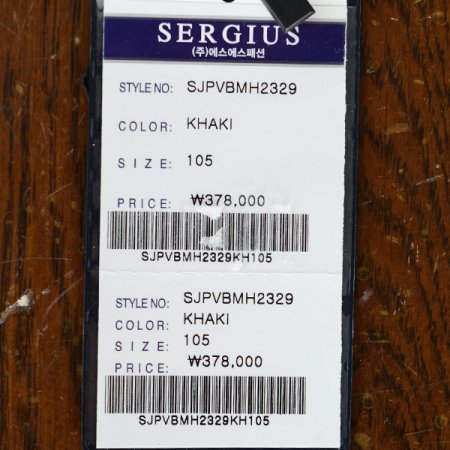 SERGIUS
(주)에스에스패션
STYLE NO: SJPVBMH2329
COLOR: KHAKI
SIZE: 105
PRICE: ₩378,000
SJPVBMH2329KH105
STYLE NO: SJPVBMH2329
COLOR: KHAKI
SIZE: 105
PRICE: ₩378,000
SJPVBMH2329KH105